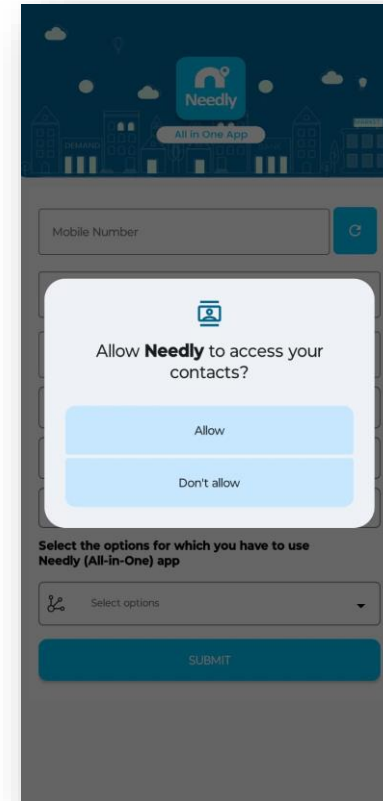 Needly
All in One App
DEMAND
Mobile Number
Allow Needly to access your
contacts?
Allow
Don't allow
Select the options for which you have to use
Needly (All-in-One) app
Select options
SUBMIT